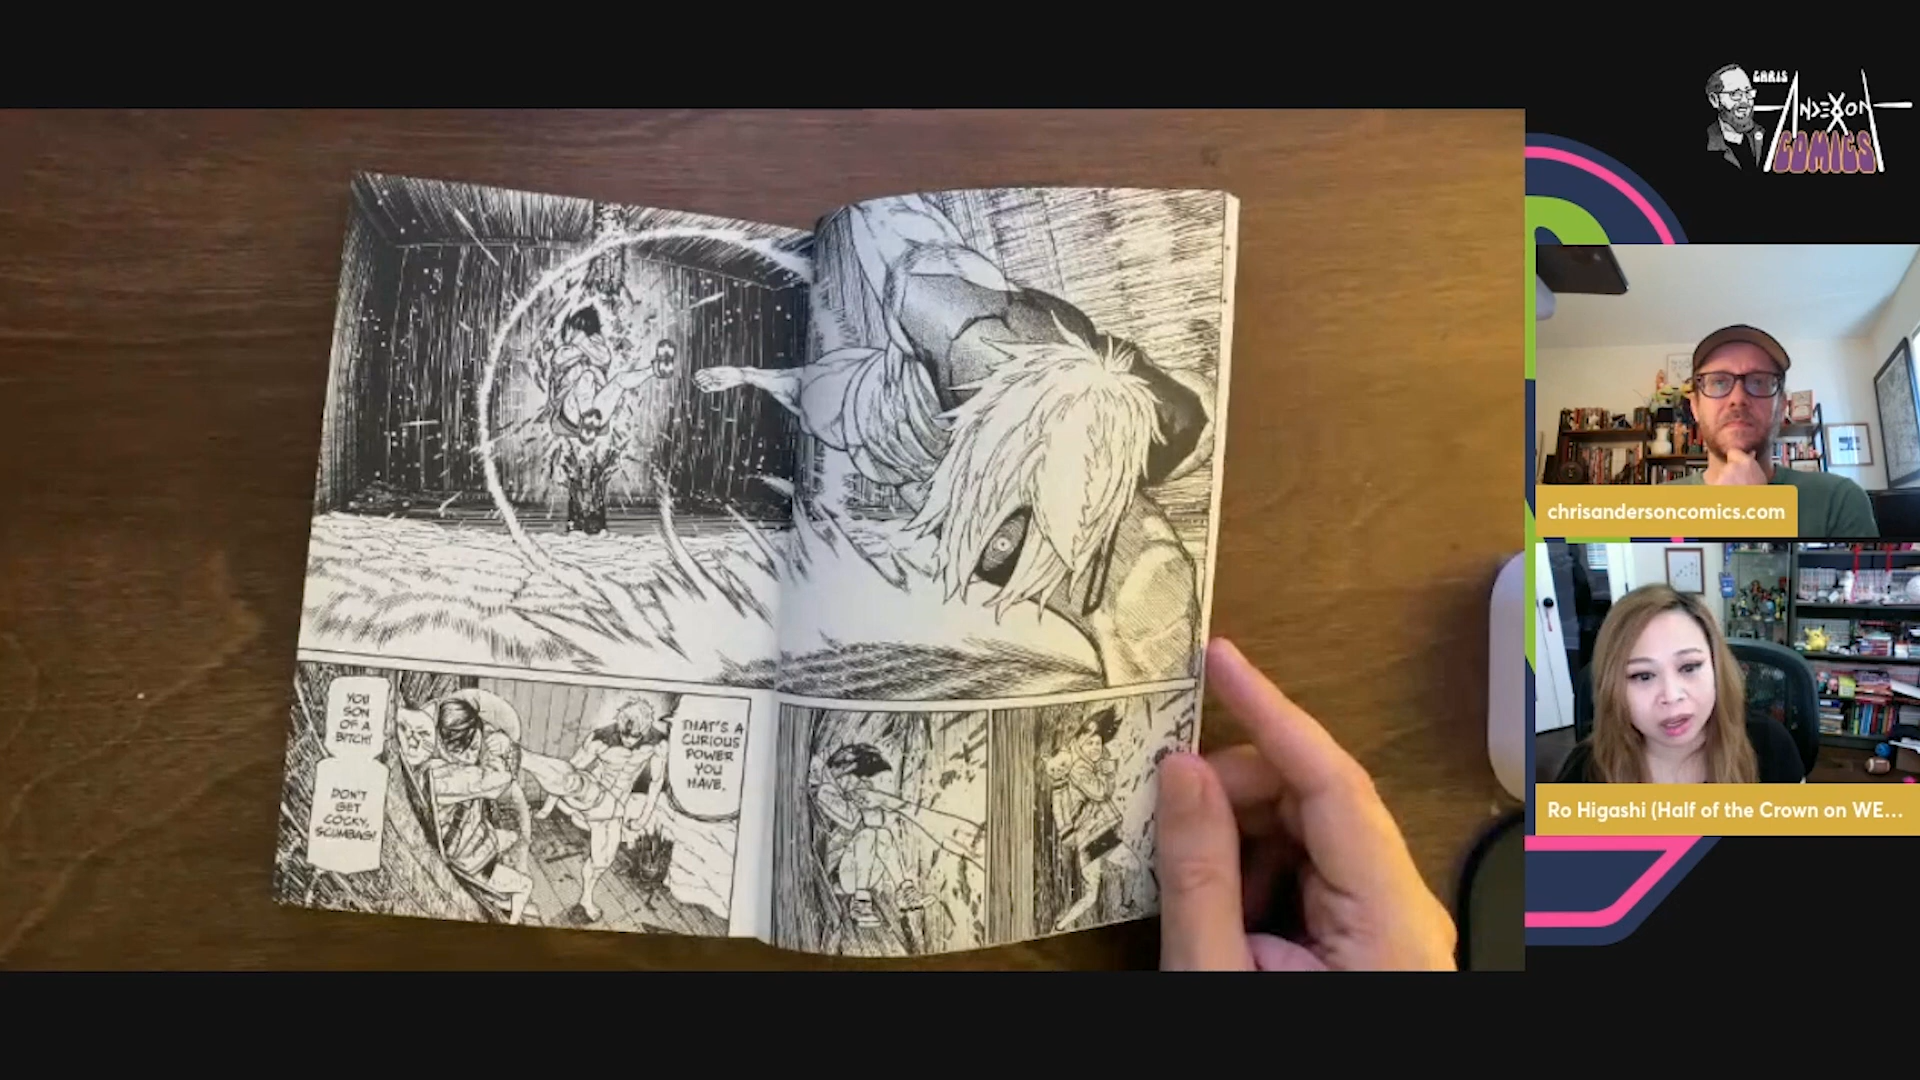 CHRIS
ANDERSON
COMICS
YOU
SON
OF A
BITCH!
DON'T
GET
COCKY,
SCUMBAG!
THAT'S A
CURIOUS
POWER
YOU
HAVE.
chrisandersoncomics.com
Ro Higashi (Half of the Crown on WE...